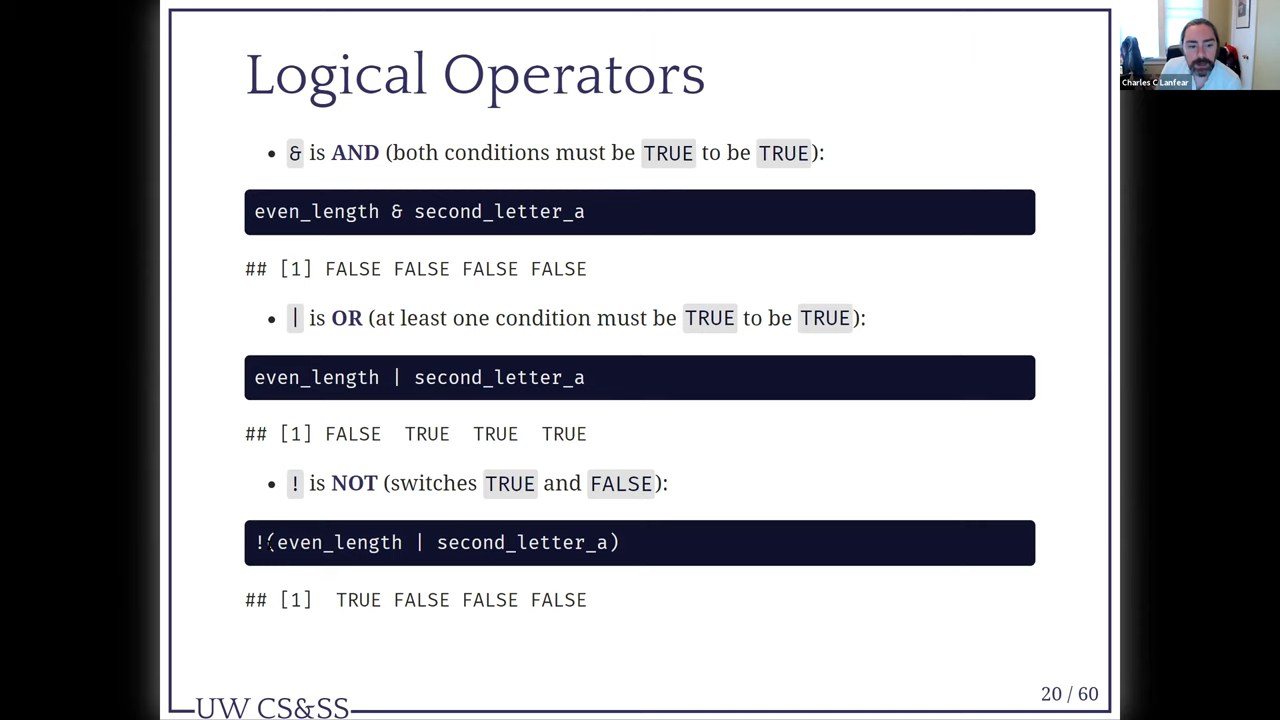 Logical Operators
Charles C Lanfear
• & is AND (both conditions must be TRUE to be TRUE):
even_length & second_letter_a
## [1] FALSE FALSE FALSE FALSE
• | is OR (at least one condition must be TRUE to be TRUE):
even_length | second_letter_a
## [1] FALSE  TRUE  TRUE  TRUE
• ! is NOT (switches TRUE and FALSE):
!(even_length | second_letter_a)
## [1]  TRUE FALSE FALSE FALSE
20 / 60
UW CS&SS